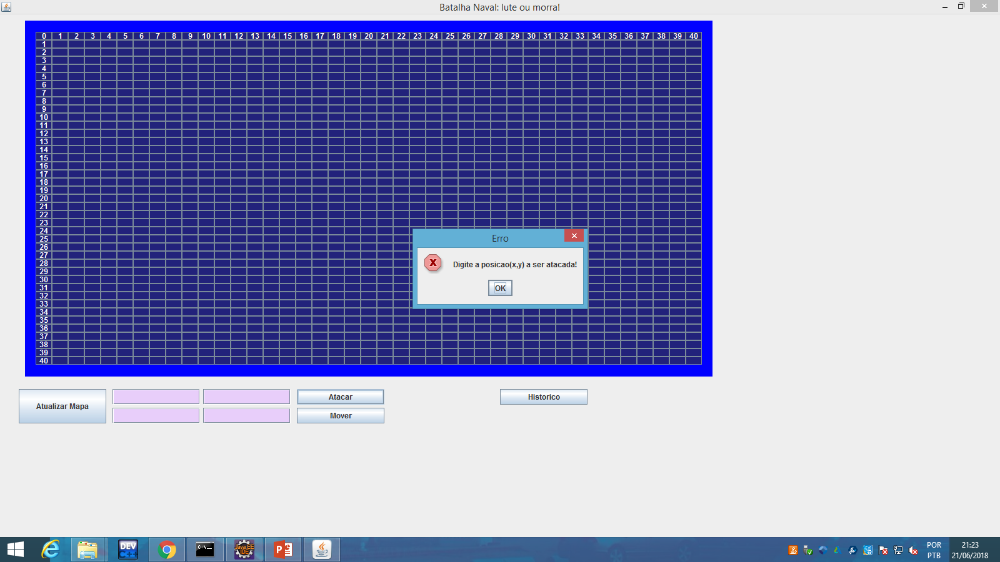 Batalha Naval: lute ou morra!
0 1 2 3 4 5 6 7 8 9 10 11 12 13 14 15 16 17 18 19 20 21 22 23 24 25 26 27 28 29 30 31 32 33 34 35 36 37 38 39 40
1
2
3
4
5
6
7
8
9
10
11
12
13
14
15
16
17
18
19
20
21
22
23
24
25
26
27
28
29
30
31
32
33
34
35
36
37
38
39
40
Erro
Digite a posicao(x,y) a ser atacada!
OK
Atualizar Mapa
Atacar
Mover
Historico
DEV
C++
C:\._
Java EE
IDE
P
POR
PTB
21:23
21/06/2018